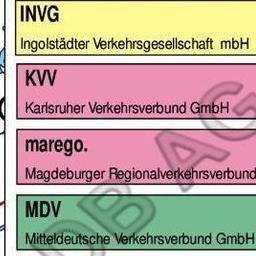 INVG
Ingolstädter Verkehrsgesellschaft mbH
KVV
Karlsruher Verkehrsverbund GmbH
marego.
Magdeburger Regionalverkehrsverbund
MDV
Mitteldeutsche Verkehrsverbund GmbH
DB AG